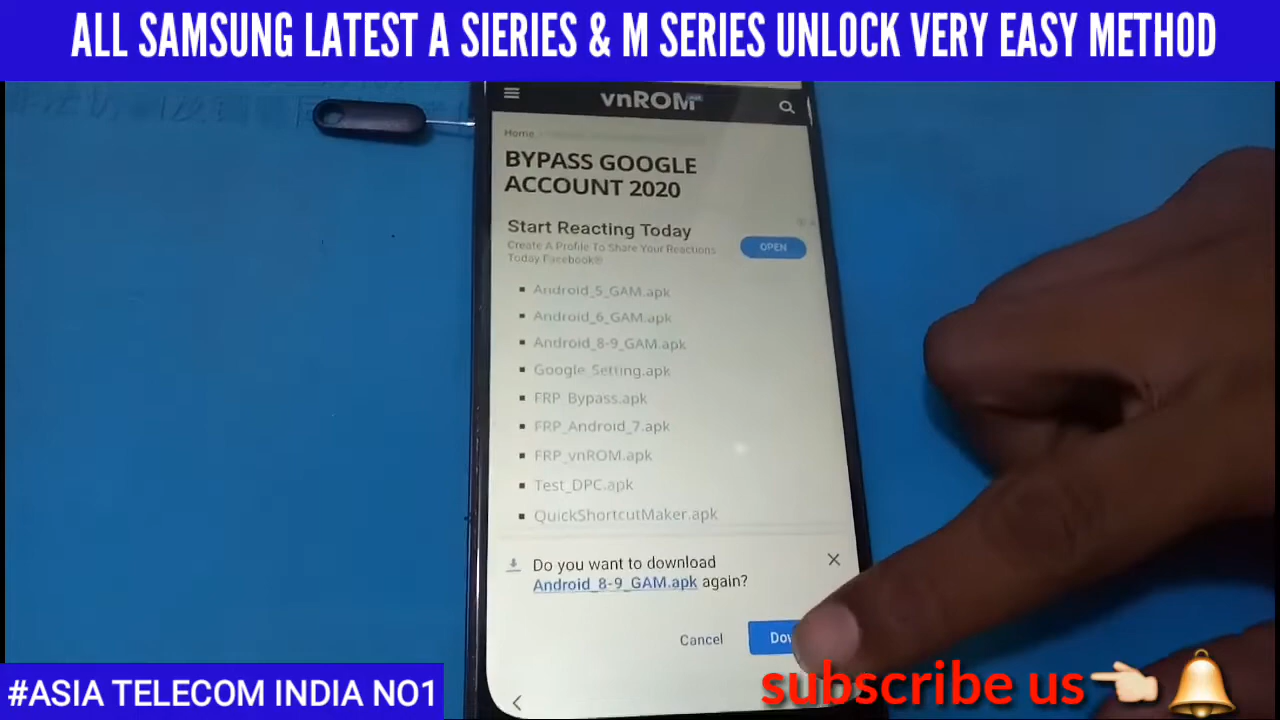 ALL SAMSUNG LATEST A SIERIES & M SERIES UNLOCK VERY EASY METHOD
vnROM
Home
BYPASS GOOGLE
ACCOUNT 2020
Start Reacting Today
Create A Profile To Share Your Reactions
Today Facebook®
OPEN
Android_5_GAM.apk
Android_6_GAM.apk
Android_8-9_GAM.apk
Google_Setting.apk
FRP_Bypass.apk
FRP_Android_7.apk
FRP_vnROM.apk
Test_DPC.apk
QuickShortcutMaker.apk
Do you want to download
Android_8-9_GAM.apk again?
Cancel
#ASIA TELECOM INDIA NO1
subscribe us